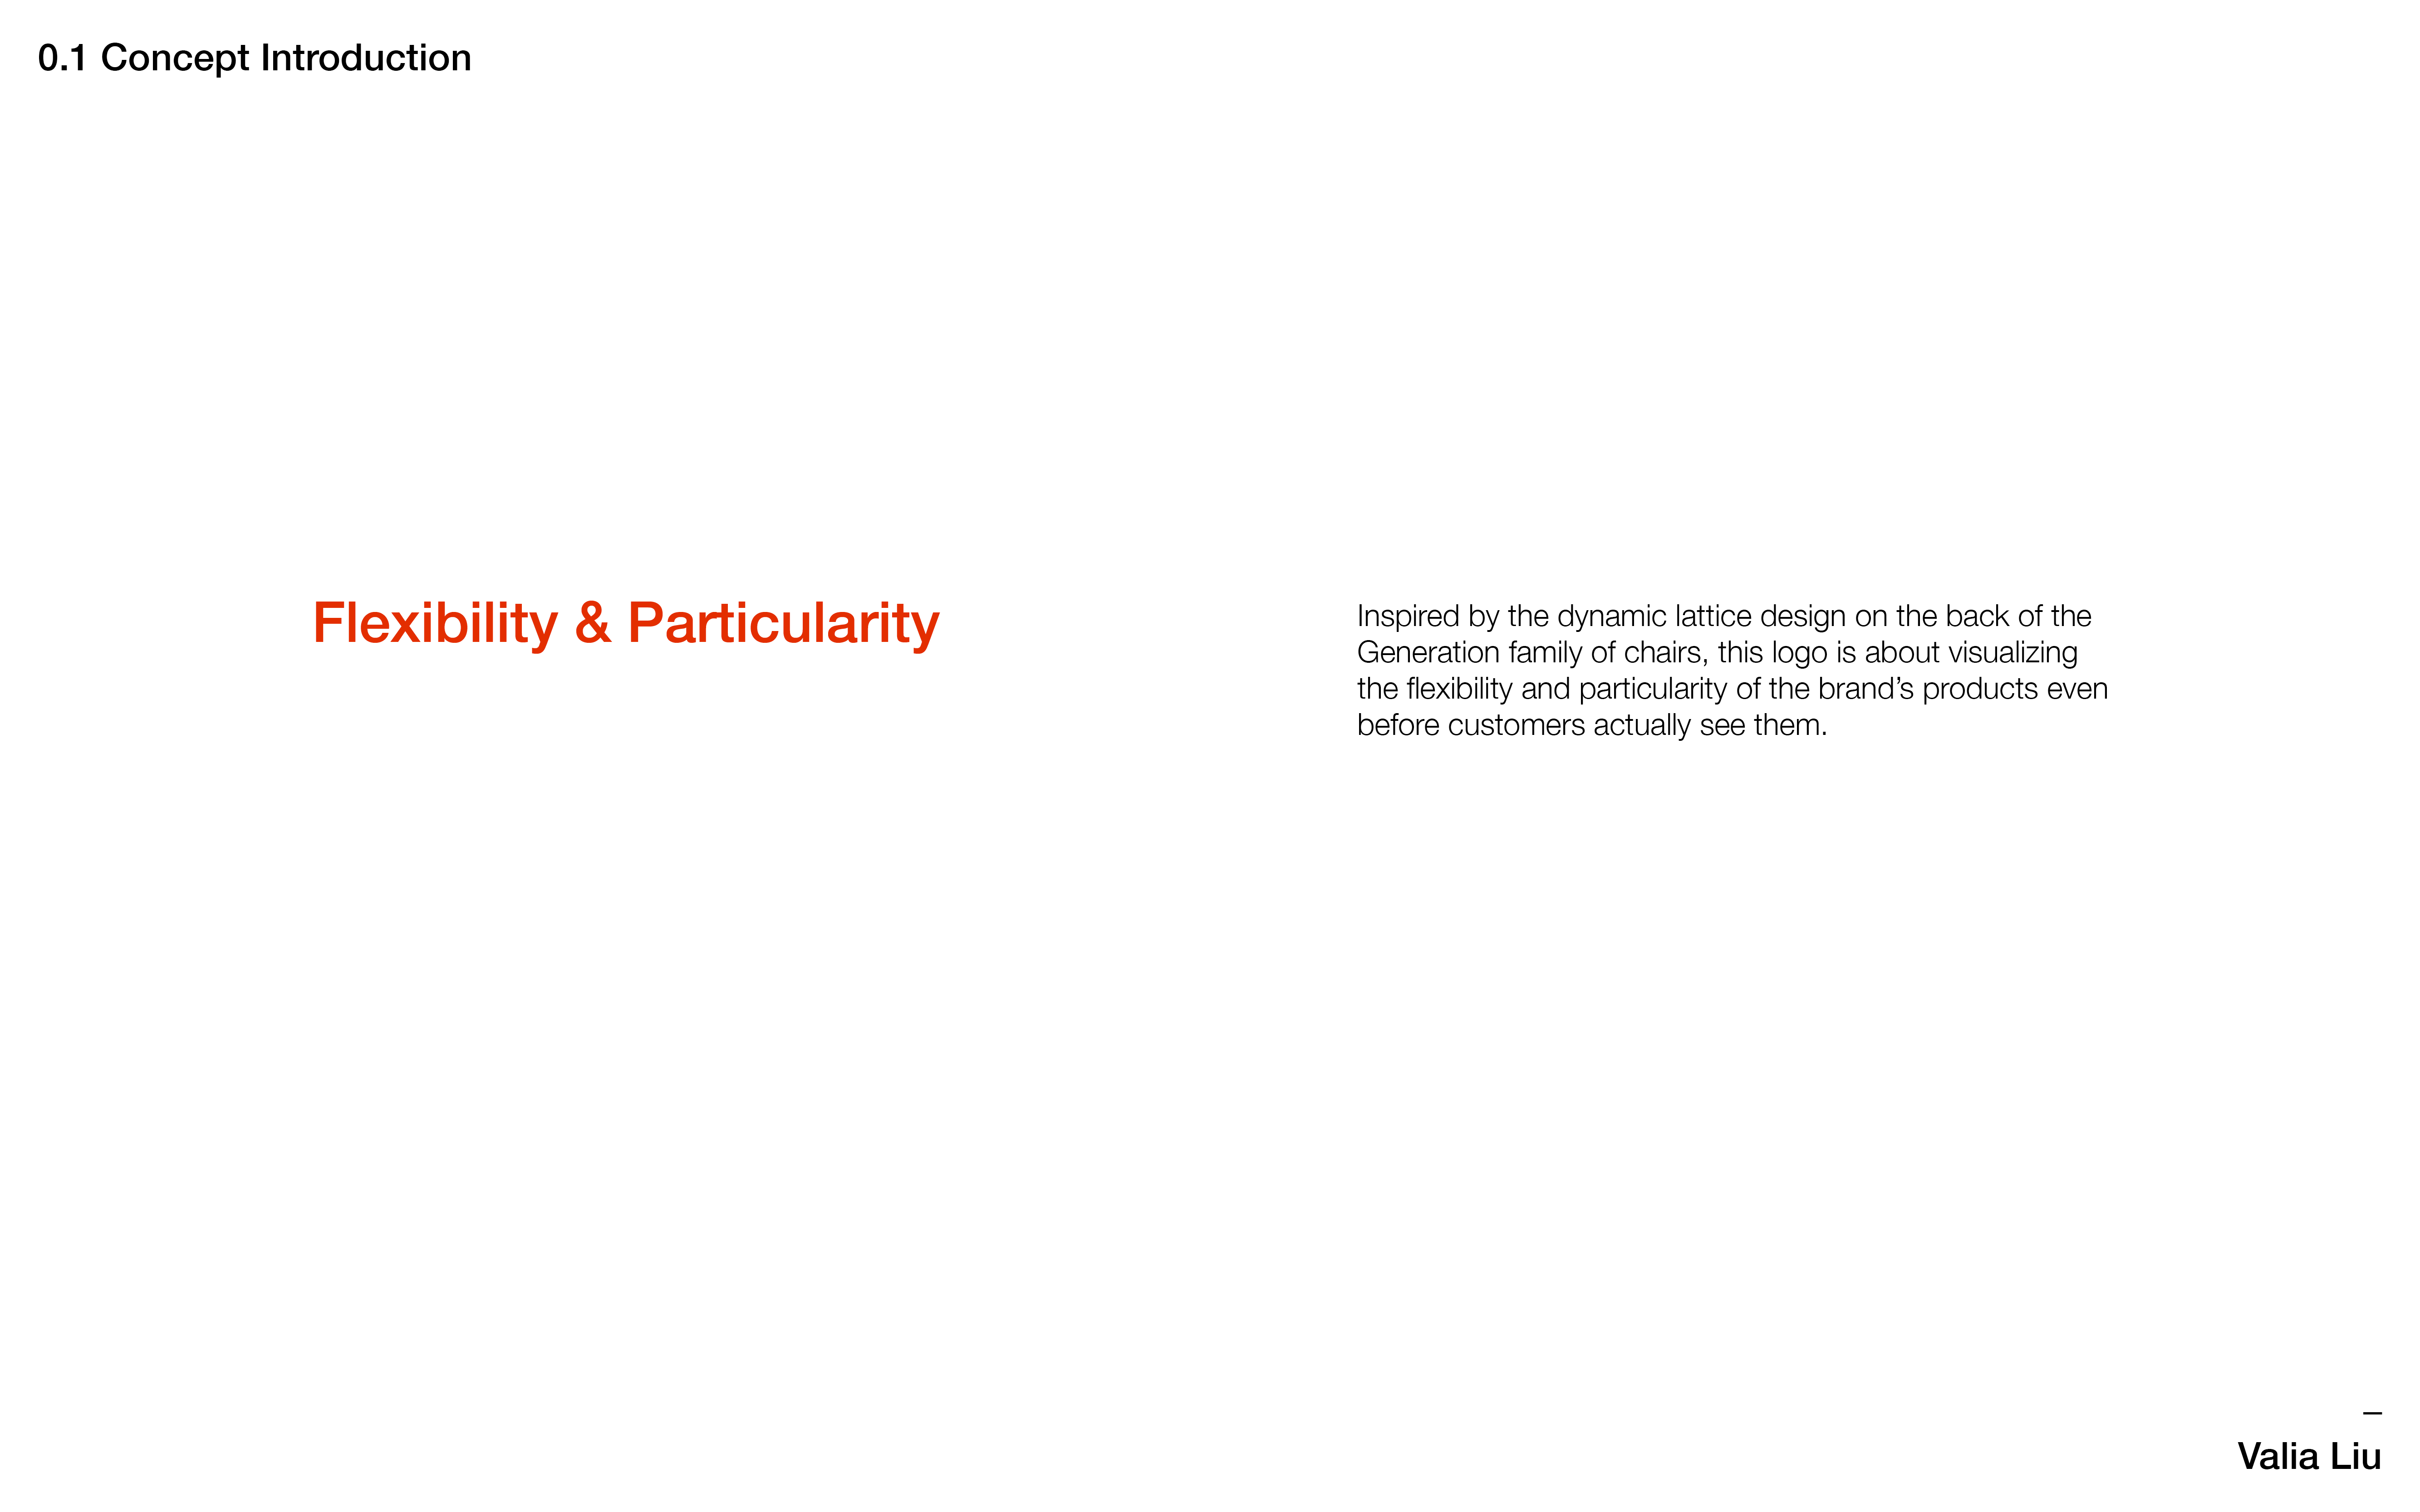 0.1 Concept Introduction
Flexibility & Particularity
Inspired by the dynamic lattice design on the back of the
Generation family of chairs, this logo is about visualizing
the flexibility and particularity of the brand’s products even
before customers actually see them.
—
Valia Liu